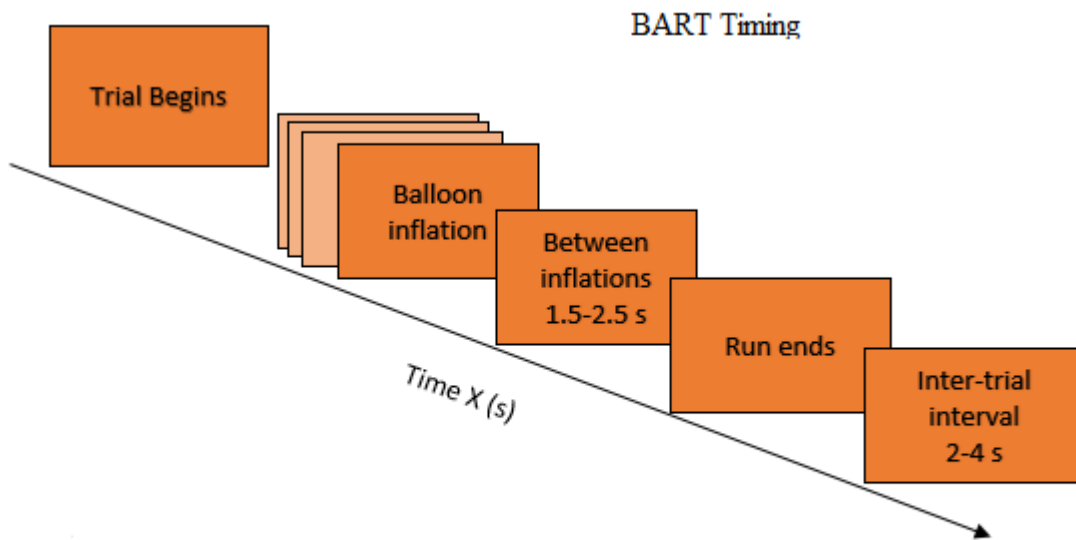 BART Timing
Trial Begins
Balloon
inflation
Between
inflations
1.5-2.5 s
Run ends
Inter-trial
interval
2-4 s
Time X (s)